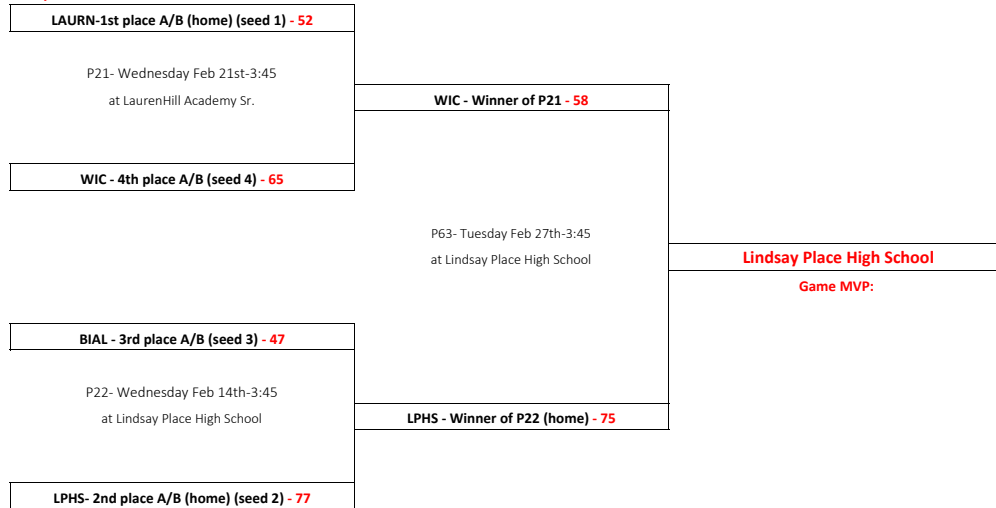 LAURN-1st place A/B (home) (seed 1) - 52
P21- Wednesday Feb 21st-3:45
at LaurenHill Academy Sr.
WIC - Winner of P21 - 58
WIC - 4th place A/B (seed 4) - 65
P63- Tuesday Feb 27th-3:45
at Lindsay Place High School
Lindsay Place High School
Game MVP:
BIAL - 3rd place A/B (seed 3) - 47
P22- Wednesday Feb 14th-3:45
at Lindsay Place High School
LPHS - Winner of P22 (home) - 75
LPHS- 2nd place A/B (home) (seed 2) - 77